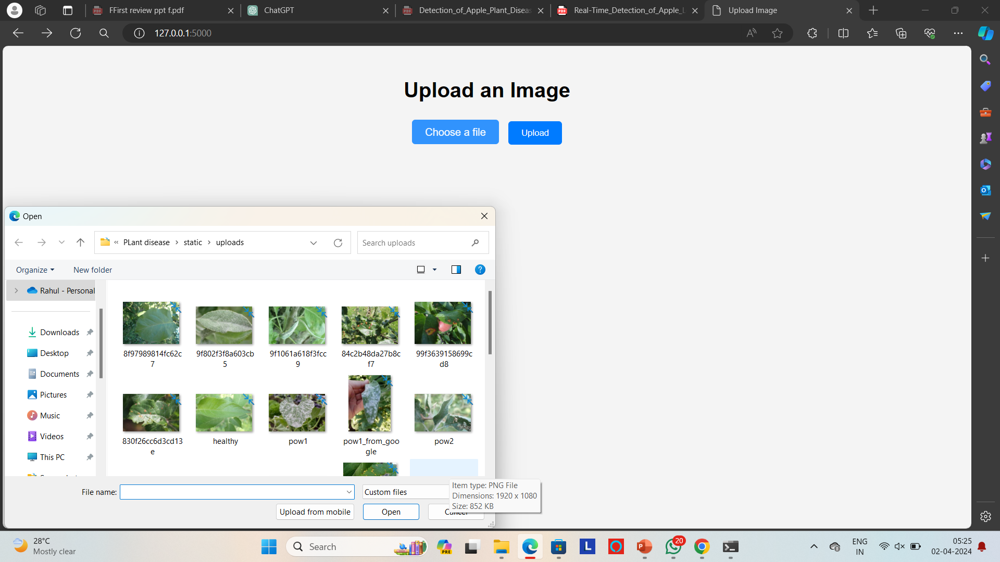 FFirst review ppt f.pdf
ChatGPT
Detection_of_Apple_Plant_Diseas
Real-Time_Detection_of_Apple_L
Upload Image
127.0.0.1:5000
Upload an Image
Choose a file
Upload
Open
« PLant disease > static > uploads
Search uploads
Organize
New folder
Rahul - Personal
Downloads
Desktop
Documents
Pictures
Music
Videos
This PC
8f97989814fc62c
7
9f802f3f8a603cb
5
9f1061a618f3fcc
9
84c2b48da27b8c
f7
99f3639158699c
d8
830f26cc6d3cd13
e
healthy
pow1
pow1_from_goo
gle
pow2
File name:
Custom files
Item type: PNG File
Dimensions: 1920 x 1080
Size: 852 KB
Upload from mobile
Open
Cancel
28°C
Mostly clear
Search
PRE
20
ENG
IN
05:25
02-04-2024